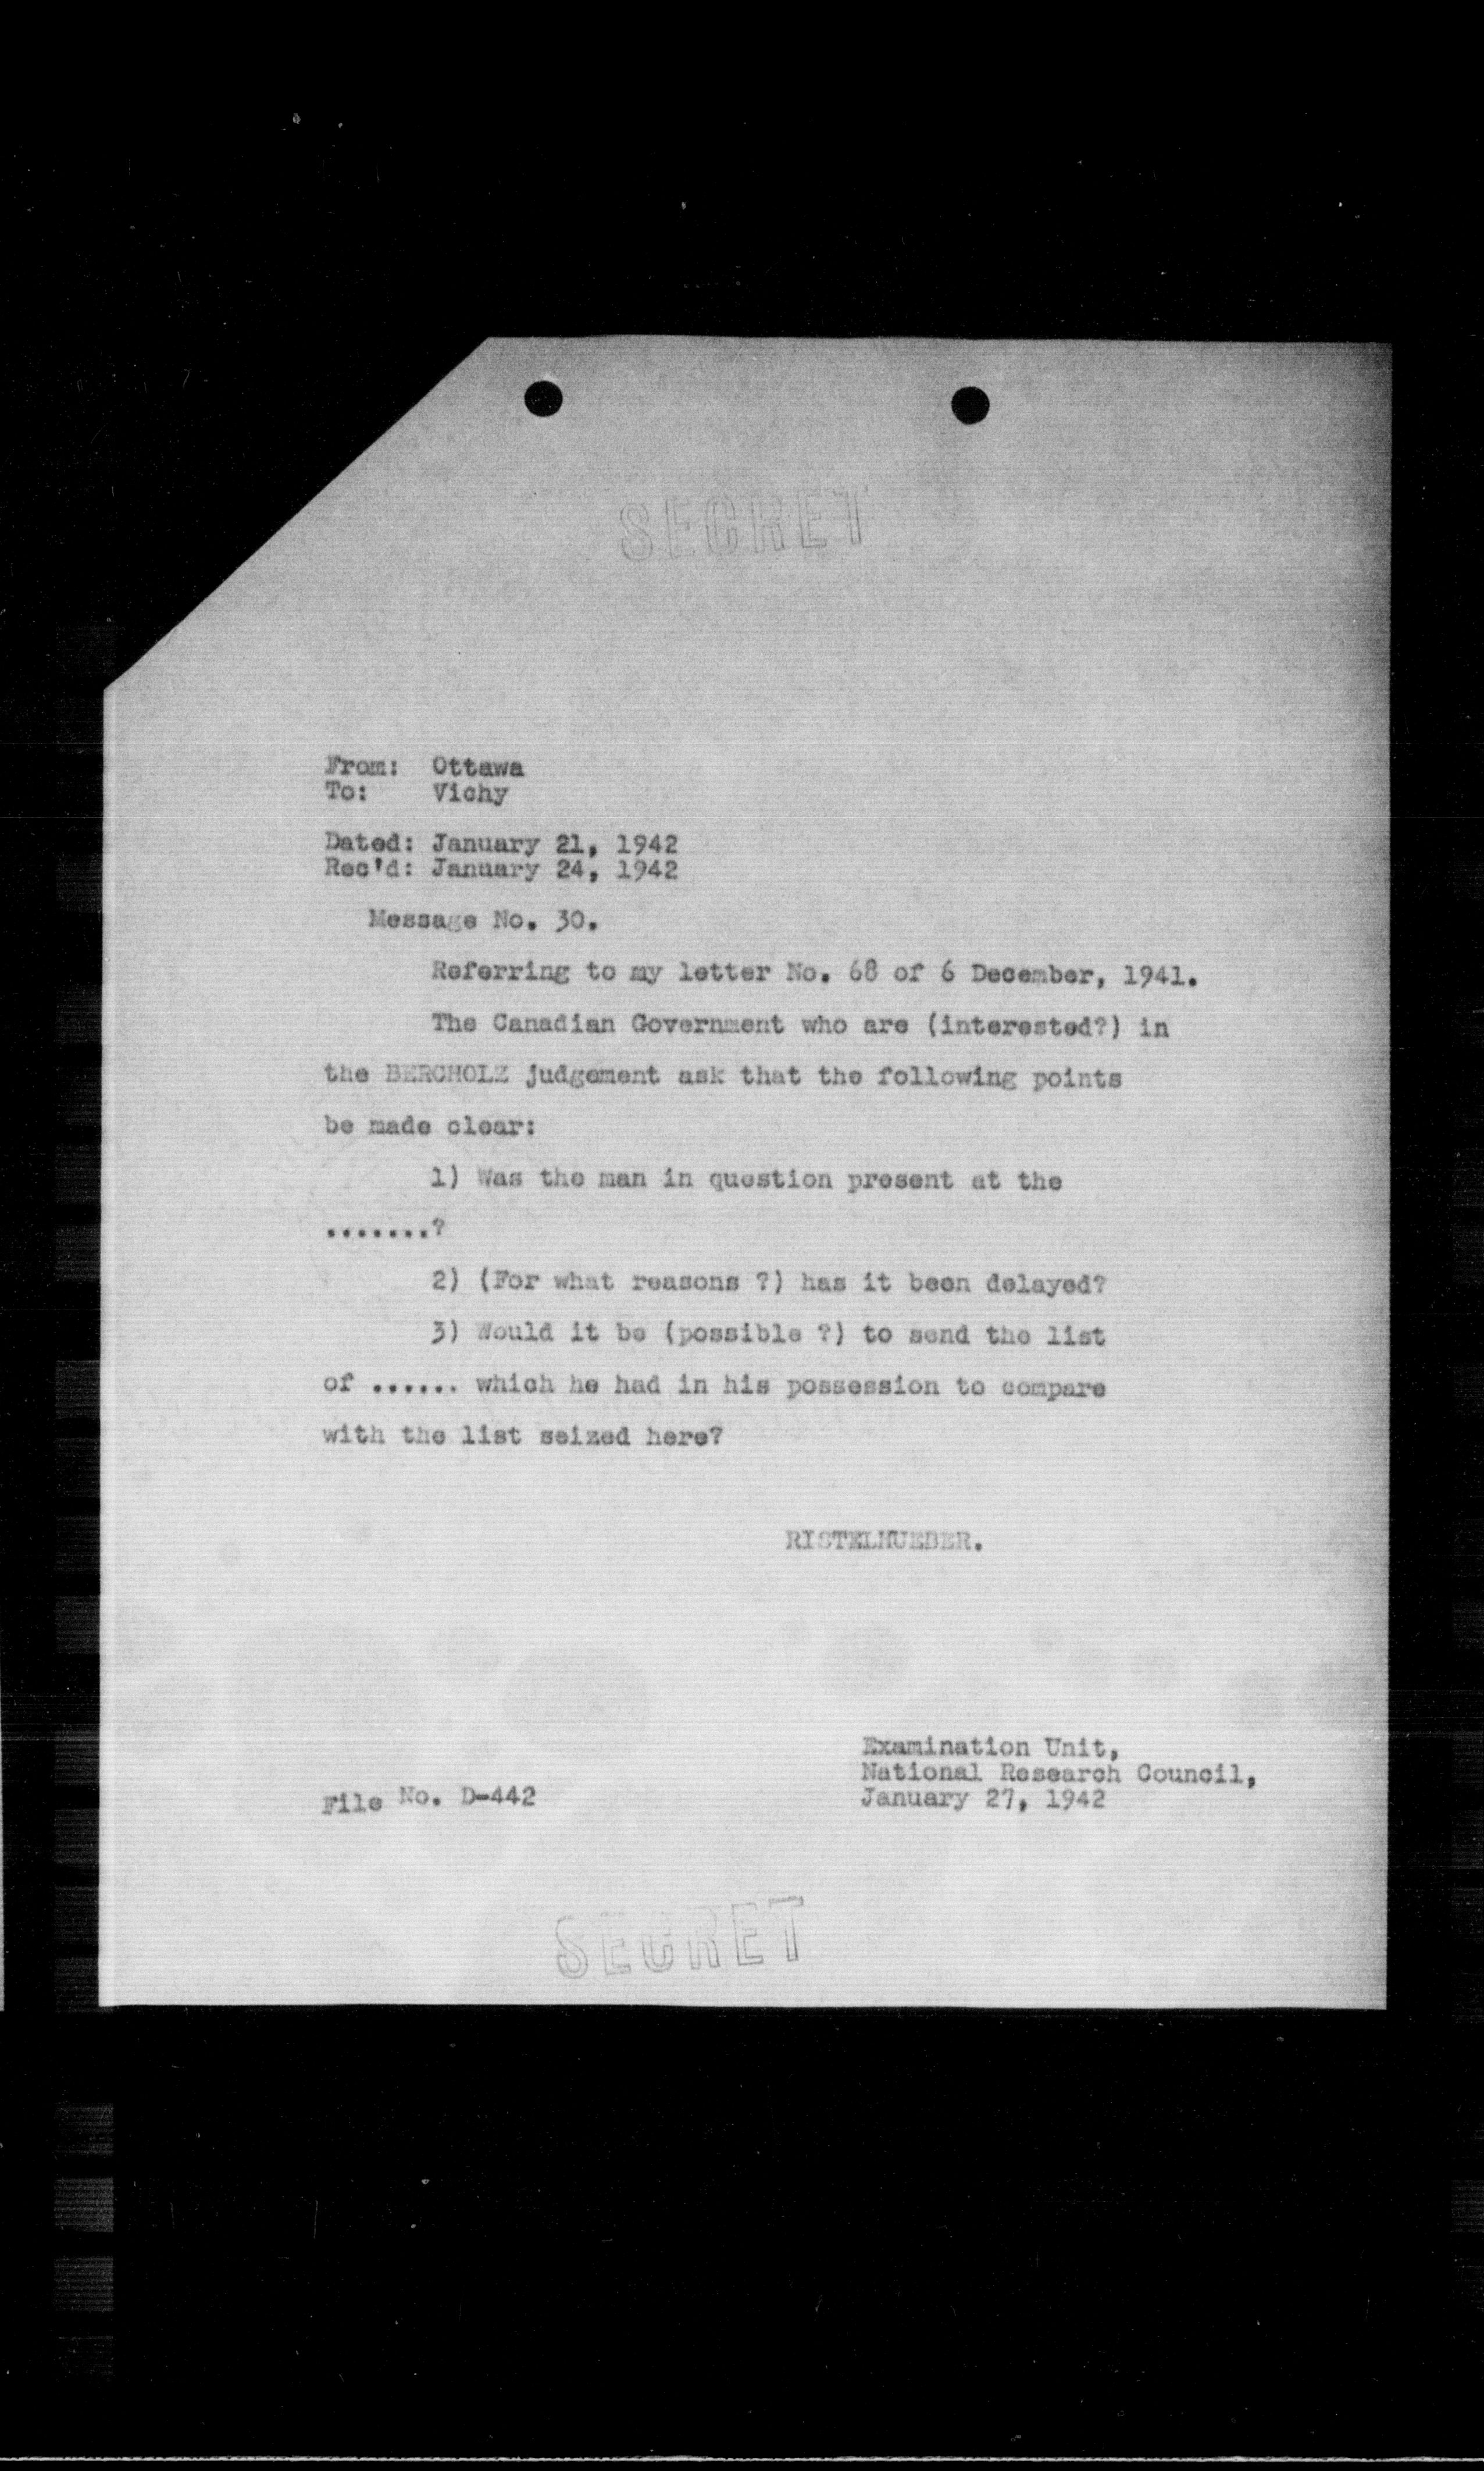 SECRET
From: Ottawa
To: Vichy
Dated: January 21, 1942
Rec'd: January 24, 1942
Message No. 30.
Referring to my letter No. 68 of 6 December, 1941.
The Canadian Government who are (interested?) in
the BERCHOLZ judgement ask that the following points
be made clear:
1) Was the man in question present at the
.......?
2) (For what reasons ?) has it been delayed?
3) Would it be (possible ?) to send the list
of ...... which he had in his possession to compare
with the list seized here?
RISTELHUEBER.
Examination Unit,
National Research Council,
January 27, 1942
File No. D-442
SECRET